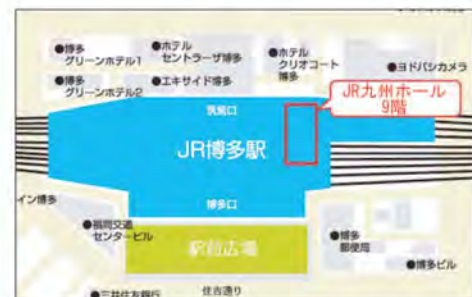 ●博多
グリーンホテル1
●ホテル
セントラーザ博多
●ホテル
クリオコート
博多
●ヨドバシカメラ
●博多
グリーンホテル2
●エキサイド博多
JR九州ホール
9階
筑紫口
JR博多駅
博多口
イン博多
●福岡交通
センタービル
駅前広場
●博多
郵便局
●博多ビル
●三井住友銀行
住吉通り